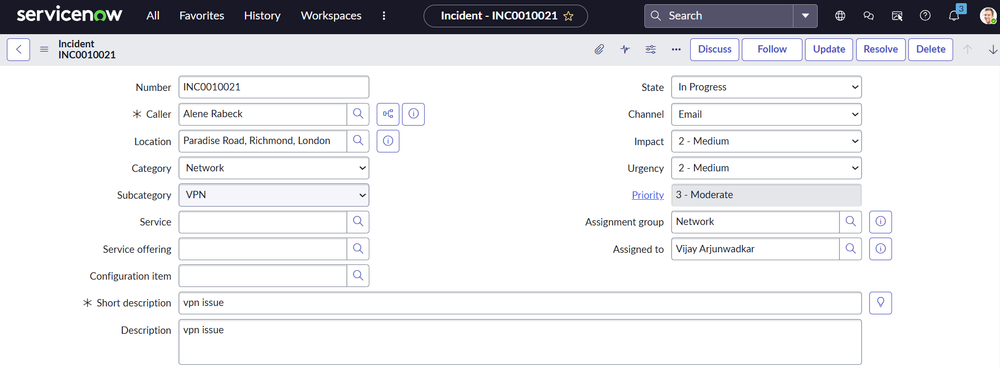 servicenow All Favorites History Workspaces Incident - INC0010021 Search 3
Incident
INC0010021
Discuss Follow Update Resolve Delete
Number INC0010021 State In Progress
Caller Alene Rabeck Channel Email
Location Paradise Road, Richmond, London Impact 2 - Medium
Category Network Urgency 2 - Medium
Subcategory VPN Priority 3 - Moderate
Service Assignment group Network
Service offering Assigned to Vijay Arjunwadkar
Configuration item
Short description vpn issue
Description vpn issue